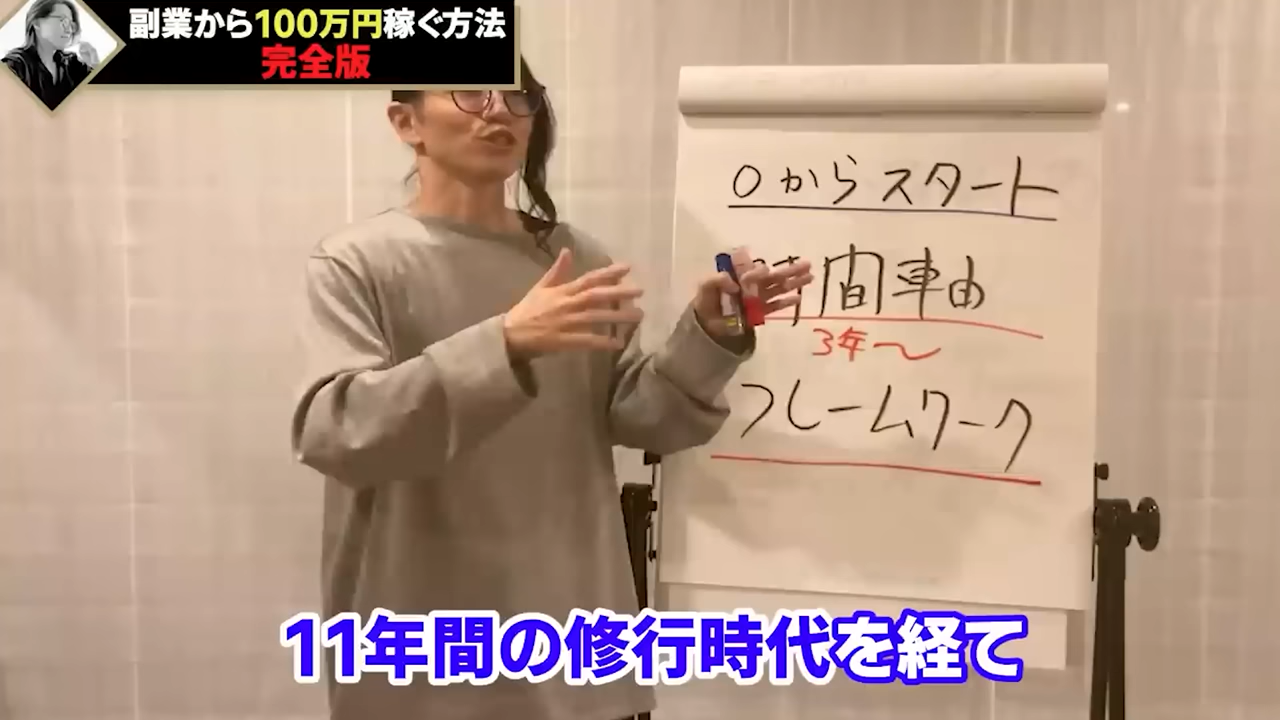 副業から100万円稼ぐ方法
完全版
0からスタート
時間車由
3年〜
フレームワーク
11年間の修行時代を経て